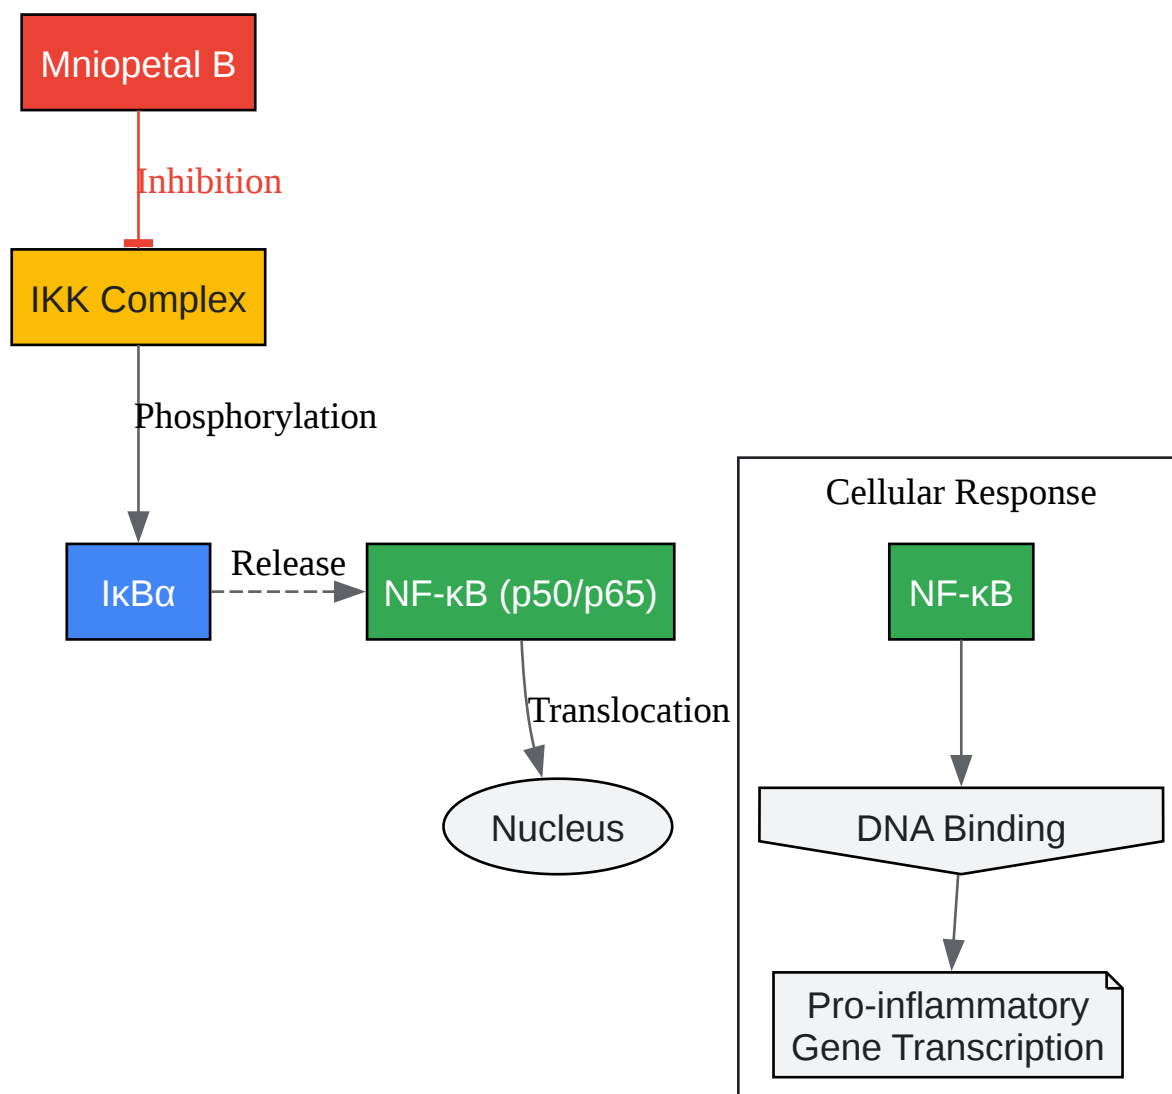 Mniopetal B
Inhibition
IKK Complex
Phosphorylation
IκBα
Release
NF-κB (p50/p65)
Translocation
Nucleus
Cellular Response
NF-κB
DNA Binding
Pro-inflammatory
Gene Transcription